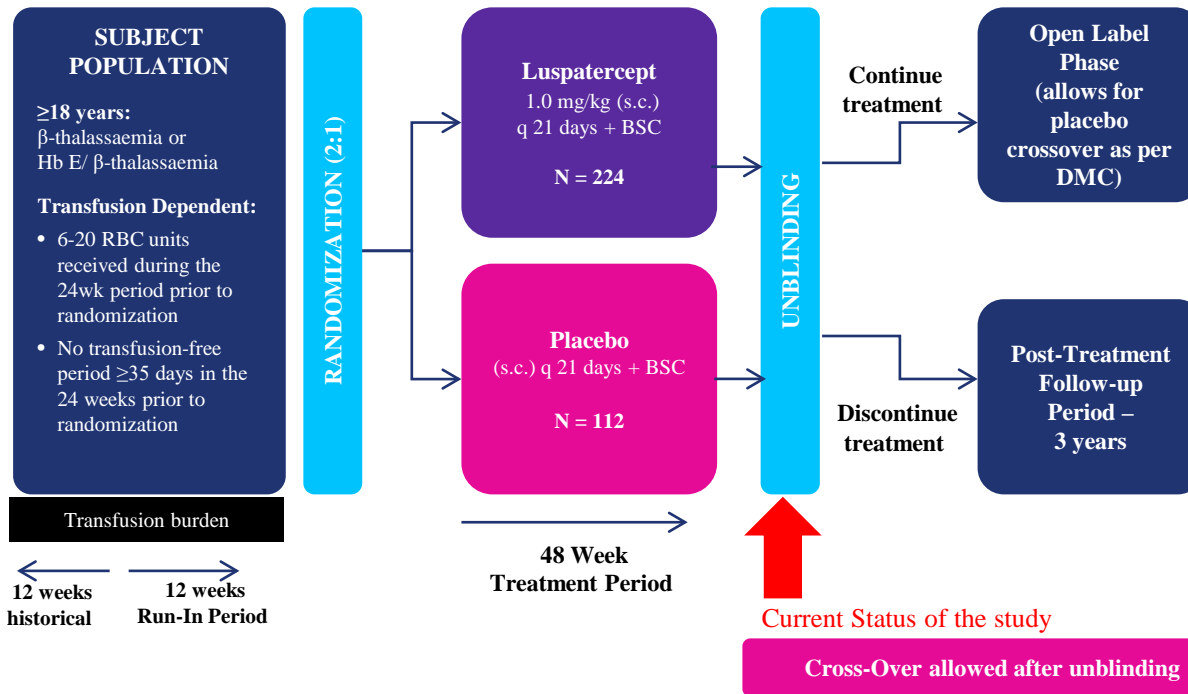 SUBJECT
POPULATION
≥18 years:
β-thalassaemia or
Hb E/ β-thalassaemia
Transfusion Dependent:
• 6-20 RBC units
received during the
24wk period prior to
randomization
• No transfusion-free
period ≥35 days in the
24 weeks prior to
randomization
Transfusion burden
12 weeks
historical
12 weeks
Run-In Period
RANDOMIZATION (2:1)
Luspatercept
1.0 mg/kg (s.c.)
q 21 days + BSC
N = 224
Placebo
(s.c.) q 21 days + BSC
N = 112
48 Week
Treatment Period
UNBLINDING
Continue
treatment
Discontinue
treatment
Open Label
Phase
(allows for
placebo
crossover as per
DMC)
Post-Treatment
Follow-up
Period –
3 years
Current Status of the study
Cross-Over allowed after unblinding